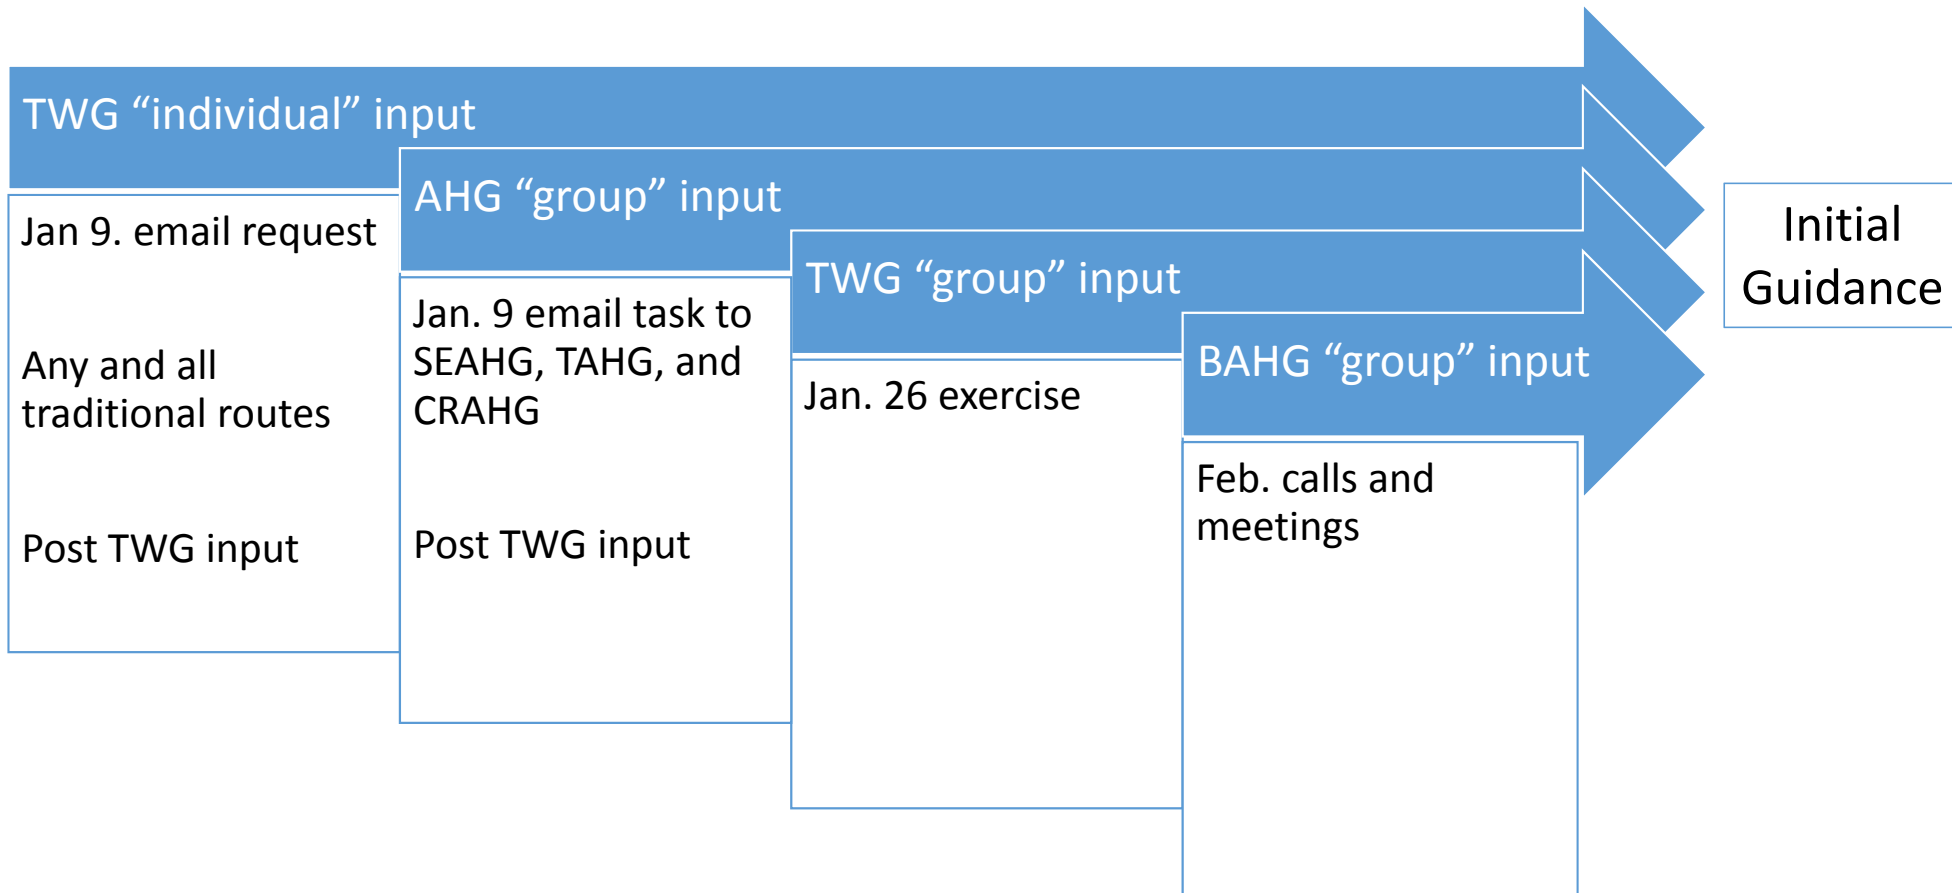 TWG “individual” input
Jan 9. email request
Any and all
traditional routes
Post TWG input
AHG “group” input
Jan. 9 email task to
SEAHG, TAHG, and
CRAHG
Post TWG input
TWG “group” input
Jan. 26 exercise
BAHG “group” input
Feb. calls and
meetings
Initial
Guidance